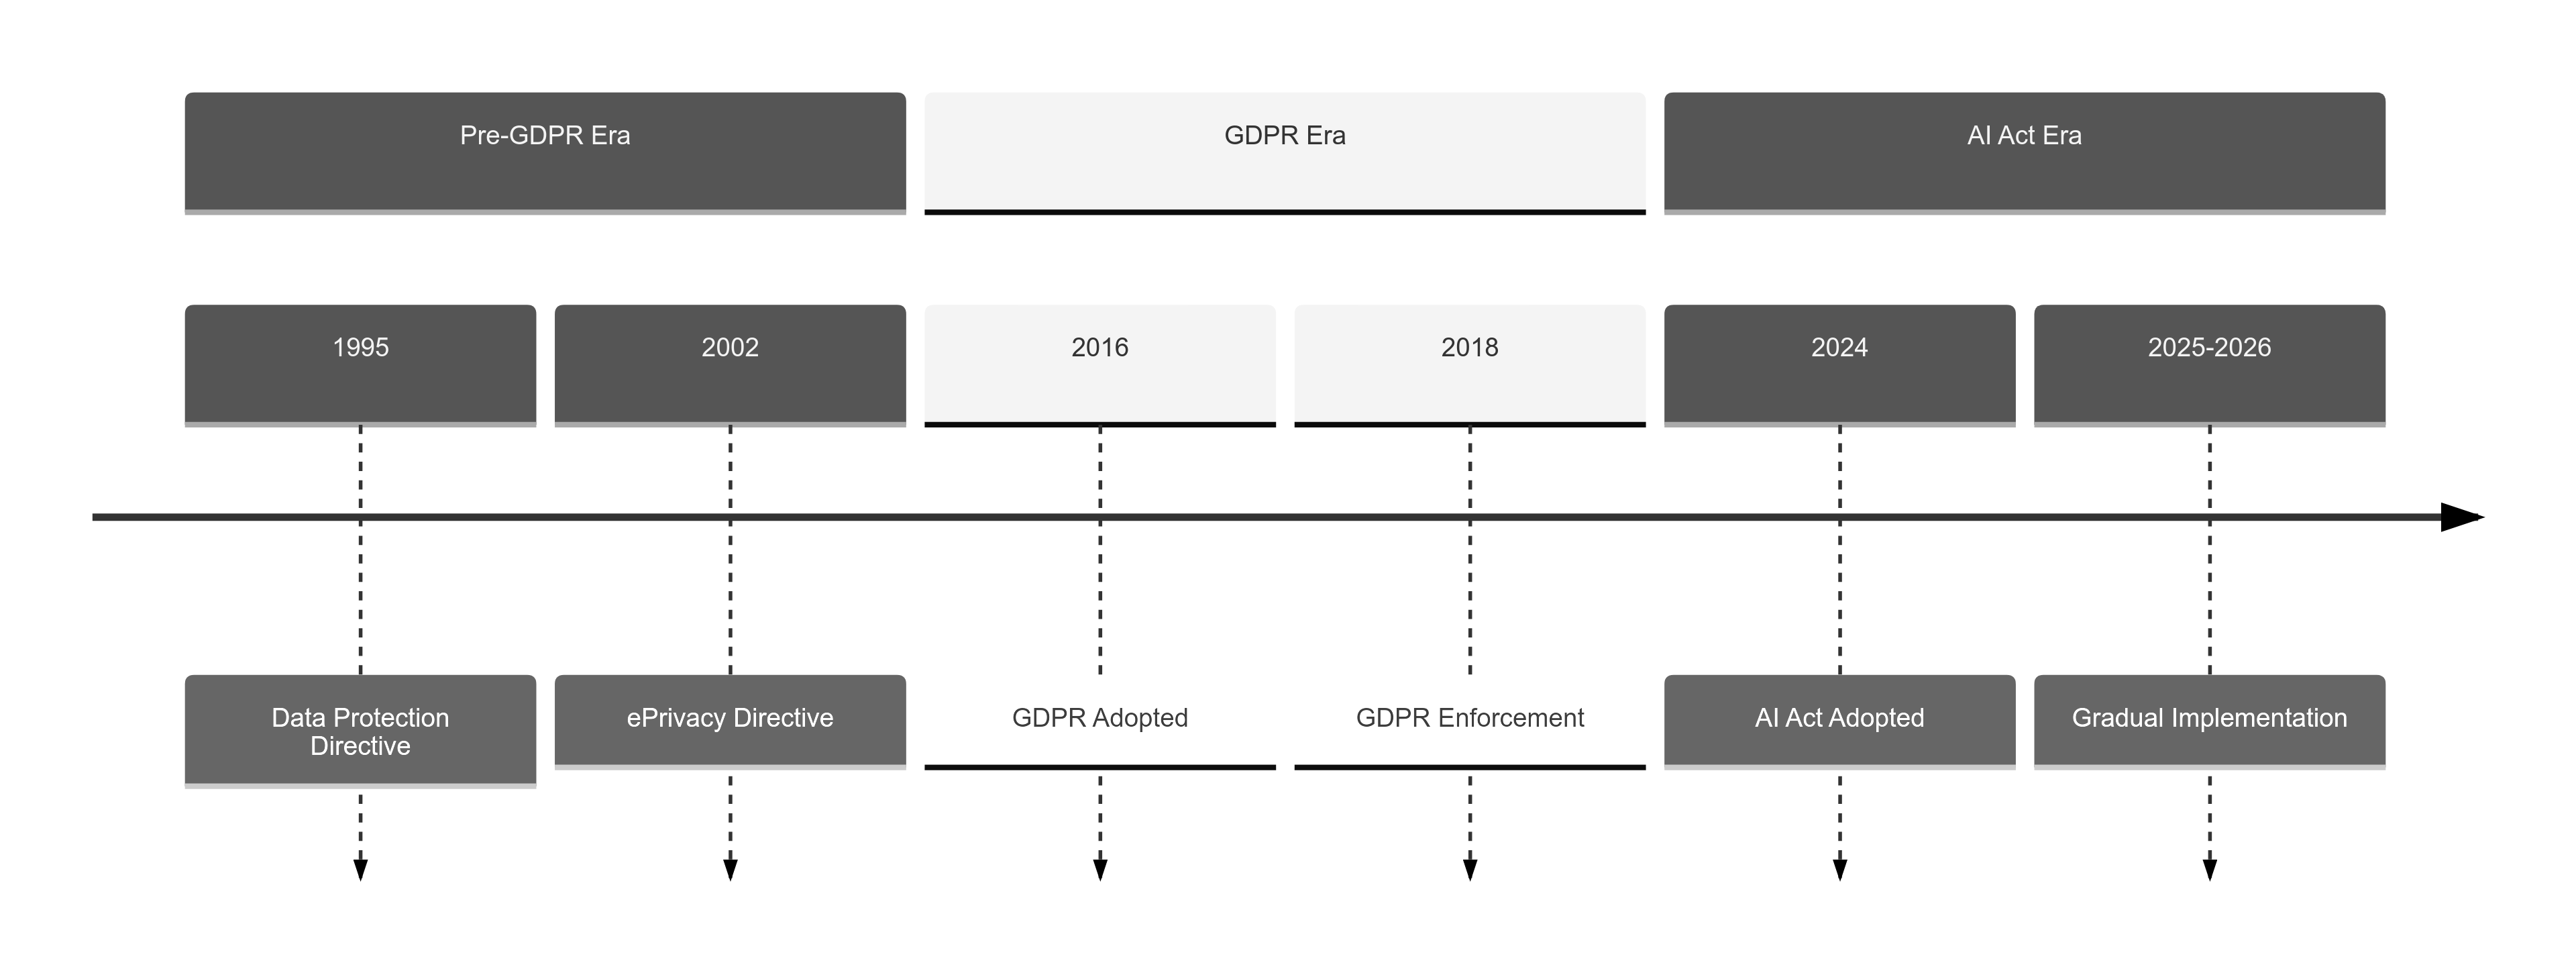 Pre-GDPR Era
GDPR Era
AI Act Era
1995
2002
2016
2018
2024
2025-2026
Data Protection
Directive
ePrivacy Directive
GDPR Adopted
GDPR Enforcement
AI Act Adopted
Gradual Implementation